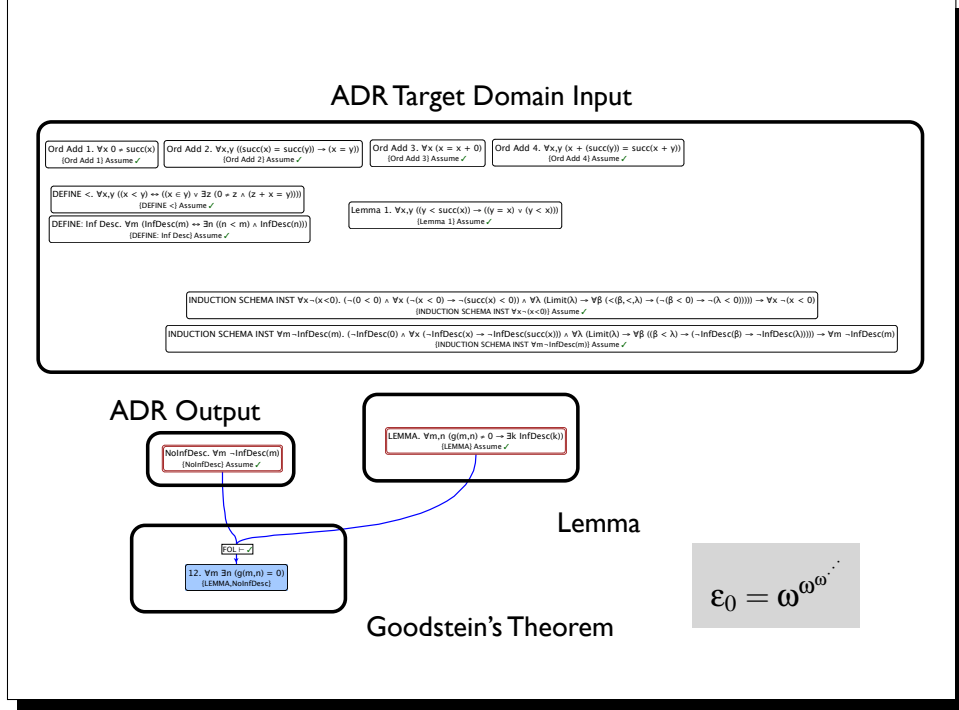 ADR Target Domain Input
Ord Add 1. ∀x 0 ≠ succ(x)
{Ord Add 1} Assume ✓
Ord Add 2. ∀x,y ((succ(x) = succ(y)) → (x = y))
{Ord Add 2} Assume ✓
Ord Add 3. ∀x (x = x + 0)
{Ord Add 3} Assume ✓
Ord Add 4. ∀x,y (x + (succ(y)) = succ(x + y))
{Ord Add 4} Assume ✓
DEFINE <. ∀x,y ((x < y) ↔ ((x ∈ y) ∨ ∃z (0 ≠ z ∧ (z + x = y))))
{DEFINE <} Assume ✓
DEFINE: Inf Desc. ∀m (InfDesc(m) ↔ ∃n ((n < m) ∧ InfDesc(n)))
{DEFINE: Inf Desc} Assume ✓
Lemma 1. ∀x,y ((y < succ(x)) → ((y = x) ∨ (y < x)))
{Lemma 1} Assume ✓
INDUCTION SCHEMA INST ∀x¬(x<0). (¬(0 < 0) ∧ ∀x (¬(x < 0) → ¬(succ(x) < 0)) ∧ ∀λ (Limit(λ) → ∀β (<(β,<,λ) → (¬(β < 0) → ¬(λ < 0))))) → ∀x ¬(x < 0)
{INDUCTION SCHEMA INST ∀x¬(x<0)} Assume ✓
INDUCTION SCHEMA INST ∀m¬InfDesc(m). (¬InfDesc(0) ∧ ∀x (¬InfDesc(x) → ¬InfDesc(succ(x))) ∧ ∀λ (Limit(λ) → ∀β ((β < λ) → (¬InfDesc(β) → ¬InfDesc(λ))))) → ∀m ¬InfDesc(m)
{INDUCTION SCHEMA INST ∀m¬InfDesc(m)} Assume ✓
ADR Output
NoInfDesc. ∀m ¬InfDesc(m)
{NoInfDesc} Assume ✓
LEMMA. ∀m,n (g(m,n) ≠ 0 → ∃k InfDesc(k))
{LEMMA} Assume ✓
Lemma
FOL ⊢ ✓
12. ∀m ∃n (g(m,n) = 0)
{LEMMA,NoInfDesc}
Goodstein's Theorem
ε₀ = ω^ω^ω^⋰